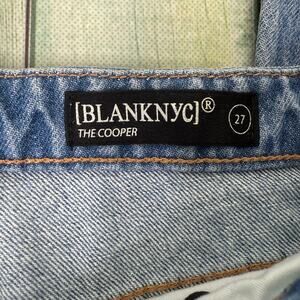 [BLANKNYC]®
THE COOPER
27